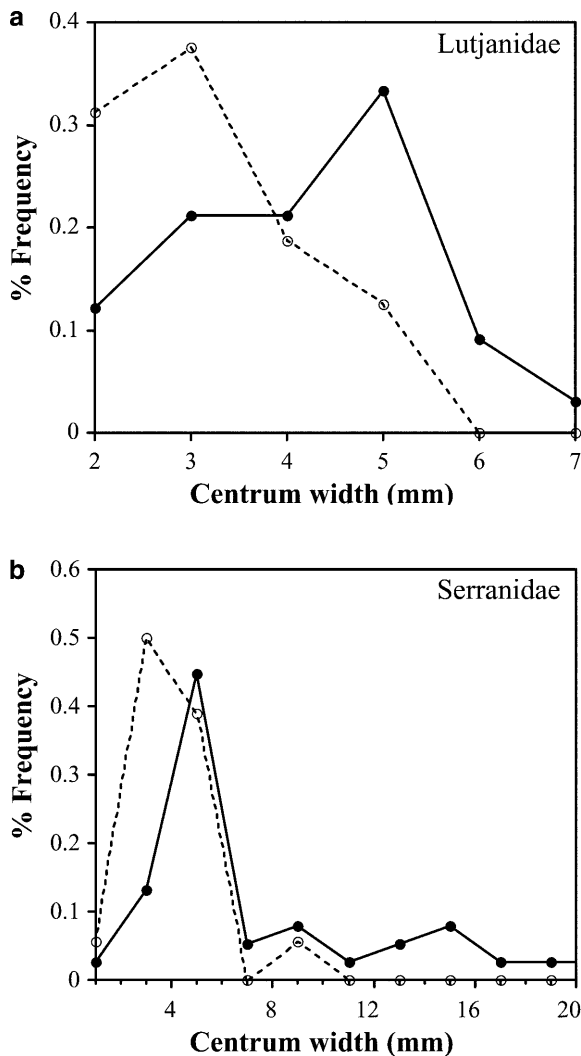 a
Lutjanidae
0.4
0.3
0.2
0.1
0
% Frequency
2 3 4 5 6 7
Centrum width (mm)
b
Serranidae
0.6
0.5
0.4
0.3
0.2
0.1
0
% Frequency
4 8 12 16 20
Centrum width (mm)